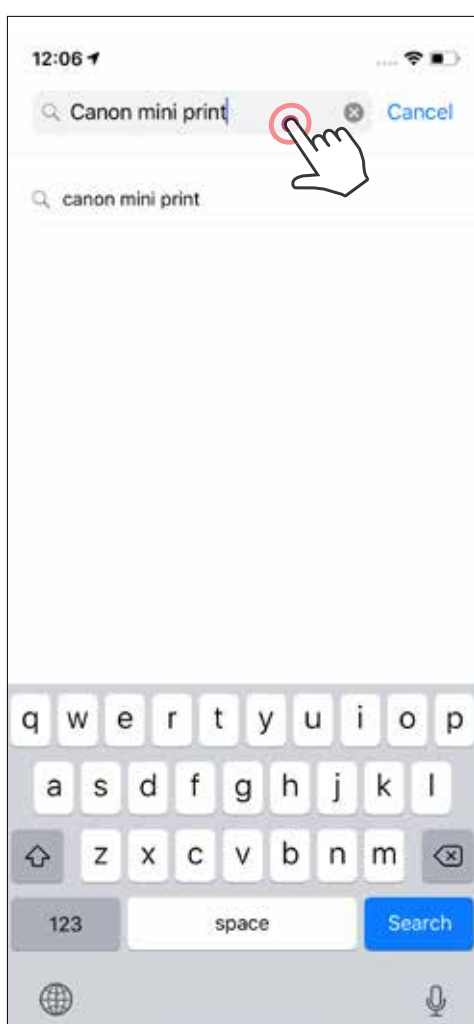 12:06
Canon mini print Cancel
canon mini print
q w e r t y u i o p
a s d f g h j k l
z x c v b n m
123 space Search